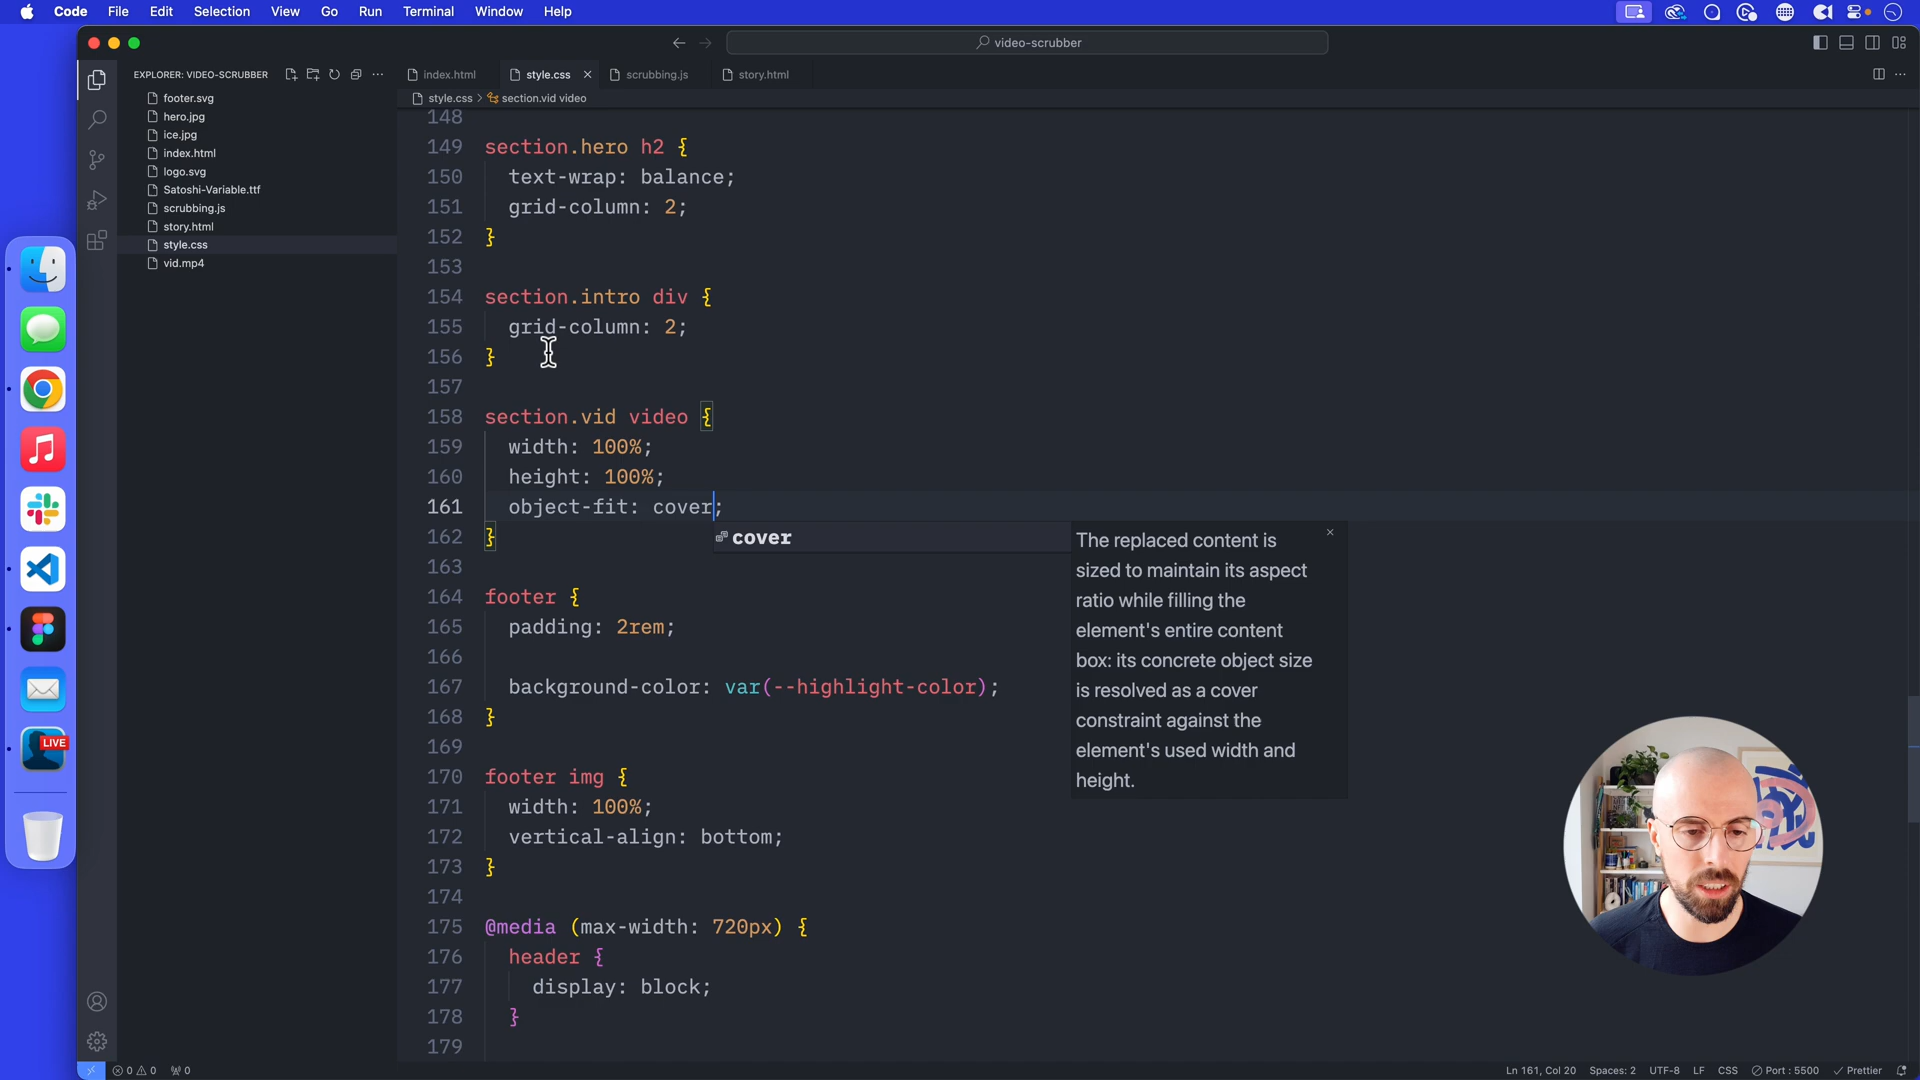 Code File Edit Selection View Go Run Terminal Window Help
video-scrubber
EXPLORER: VIDEO-SCRUBBER
footer.svg
hero.jpg
ice.jpg
index.html
logo.svg
Satoshi-Variable.ttf
scrubbing.js
story.html
style.css
vid.mp4
index.html style.css scrubbing.js story.html
style.css > section.vid video
148
149 section.hero h2 {
150 text-wrap: balance;
151 grid-column: 2;
152 }
153
154 section.intro div {
155 grid-column: 2;
156 }
157
158 section.vid video {
159 width: 100%;
160 height: 100%;
161 object-fit: cover;
162 }
163
164 footer {
165 padding: 2rem;
166
167 background-color: var(--highlight-color);
168 }
169
170 footer img {
171 width: 100%;
172 vertical-align: bottom;
173 }
174
175 @media (max-width: 720px) {
176 header {
177 display: block;
178 }
179
cover
The replaced content is
sized to maintain its aspect
ratio while filling the
element's entire content
box: its concrete object size
is resolved as a cover
constraint against the
element's used width and
height.
LIVE
0 0 0
Ln 161, Col 20 Spaces: 2 UTF-8 LF CSS Port : 5500 Prettier